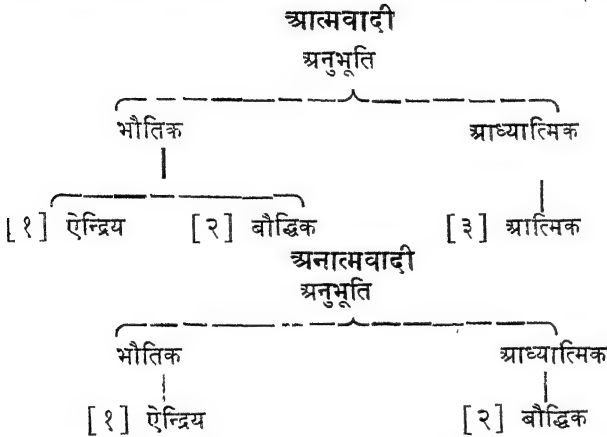 आत्मवादी
अनुभूति
भौतिक आध्यात्मिक
[१] ऐन्द्रिय [२] बौद्धिक [३] आत्मिक
अनात्मवादी
अनुभूति
भौतिक आध्यात्मिक
[१] ऐन्द्रिय [२] बौद्धिक